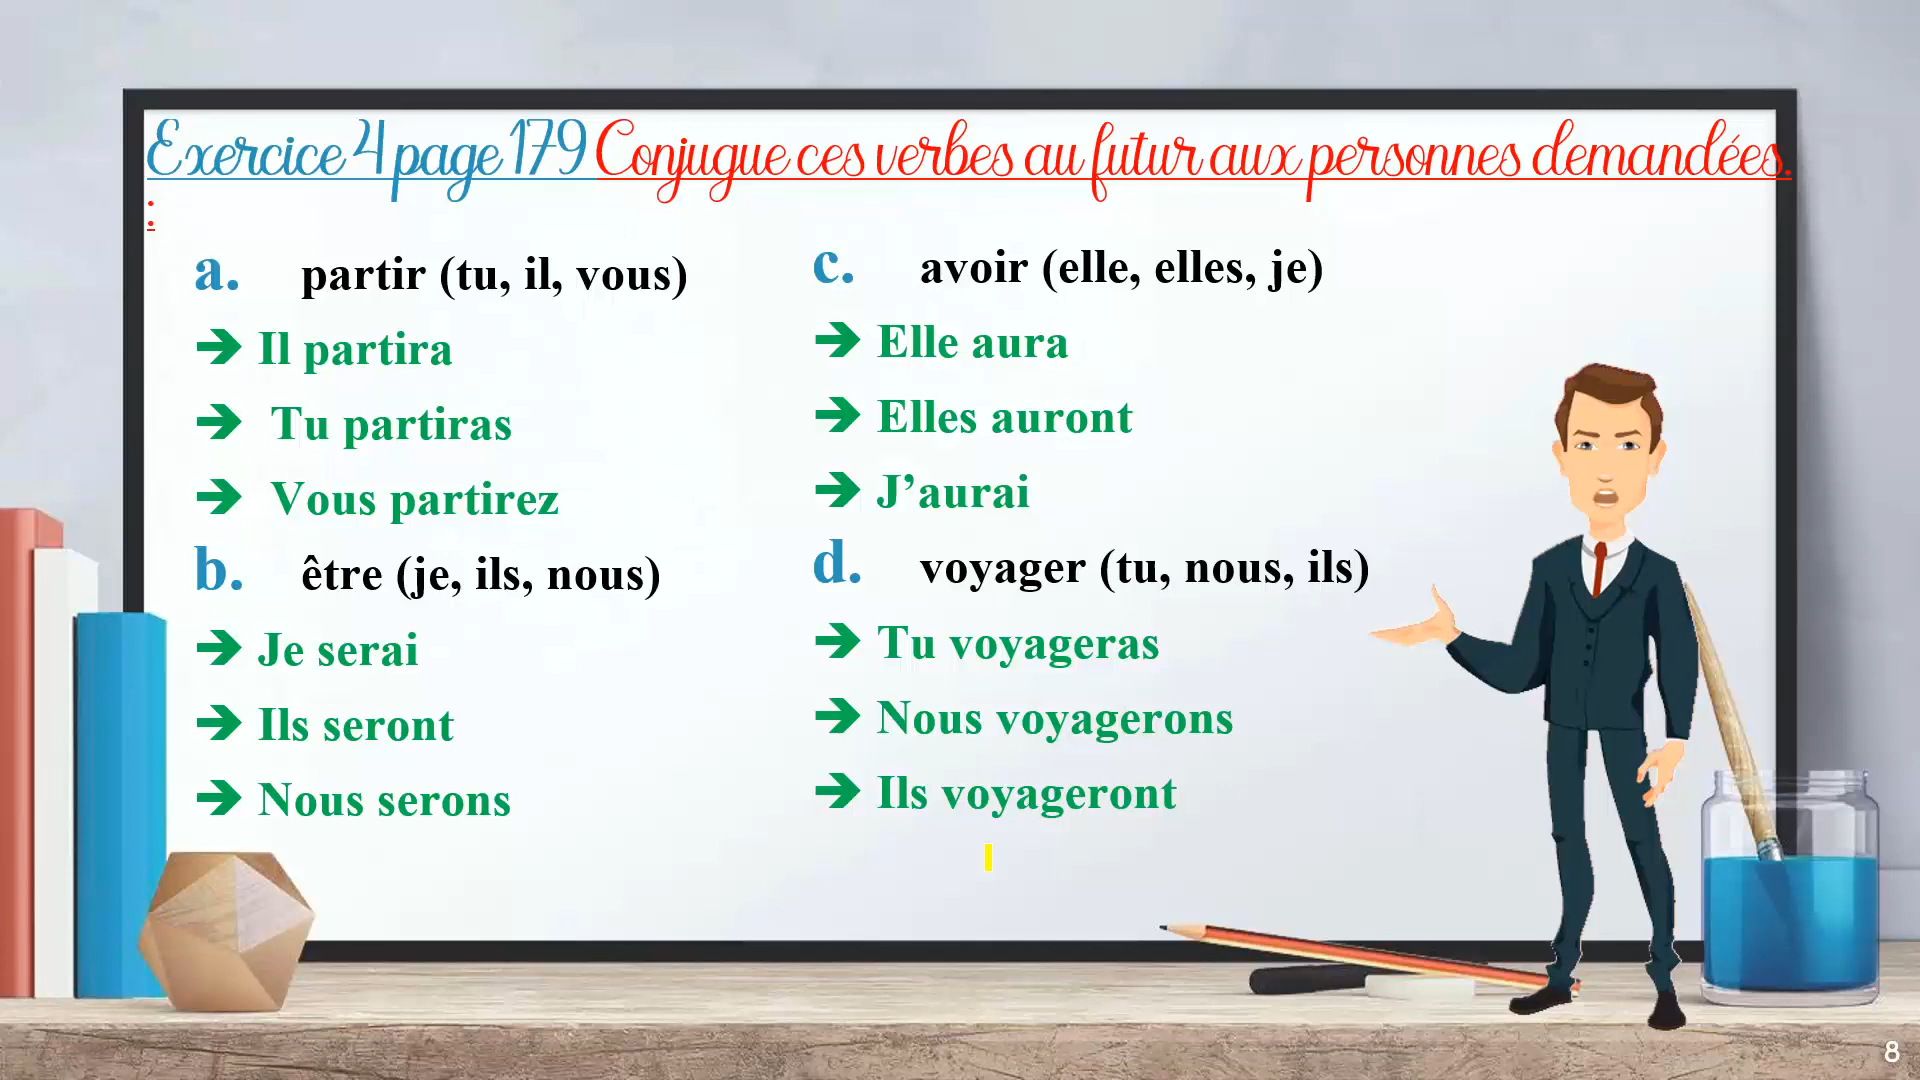 Exercice 4 page 179 Conjugue ces verbes au futur aux personnes demandées.
:
a. partir (tu, il, vous)
➔ Il partira
➔ Tu partiras
➔ Vous partirez
b. être (je, ils, nous)
➔ Je serai
➔ Ils seront
➔ Nous serons
c. avoir (elle, elles, je)
➔ Elle aura
➔ Elles auront
➔ J’aurai
d. voyager (tu, nous, ils)
➔ Tu voyageras
➔ Nous voyagerons
➔ Ils voyageront
8